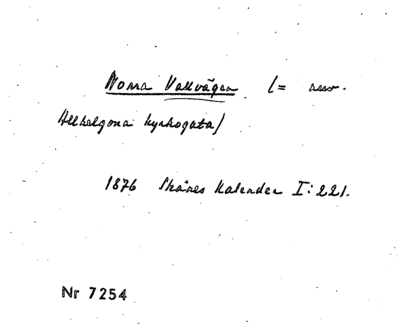 Norra Vallvägen (= nuv.
Allhelgona kyrkogata)
1876 Skånes Kalender I:221.
Nr 7254